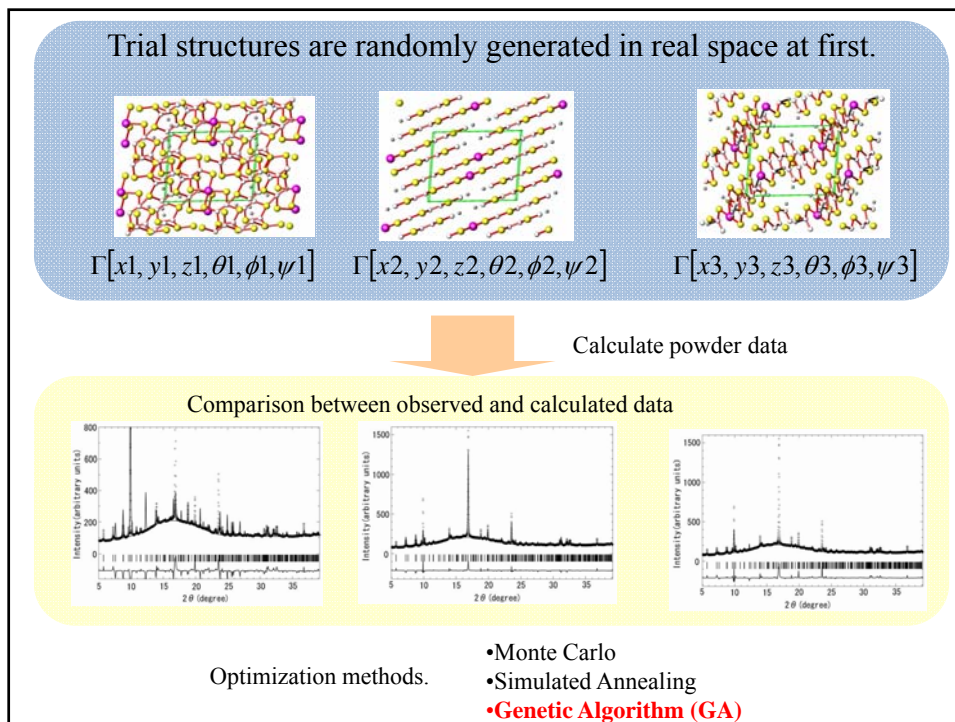 Trial structures are randomly generated in real space at first.
Γ[x1, y1, z1, θ1, ϕ1, ψ1]
Γ[x2, y2, z2, θ2, ϕ2, ψ2]
Γ[x3, y3, z3, θ3, ϕ3, ψ3]
Calculate powder data
Comparison between observed and calculated data
Intensity(arbitrary units)
800
600
400
200
0
5 10 15 20 25 30 35
2θ (degree)
Intensity(arbitrary units)
1500
1000
500
0
5 10 15 20 25 30 35
2θ (degree)
Intensity(arbitrary units)
1500
1000
500
0
5 10 15 20 25 30 35
2θ (degree)
Optimization methods.
•Monte Carlo
•Simulated Annealing
•Genetic Algorithm (GA)